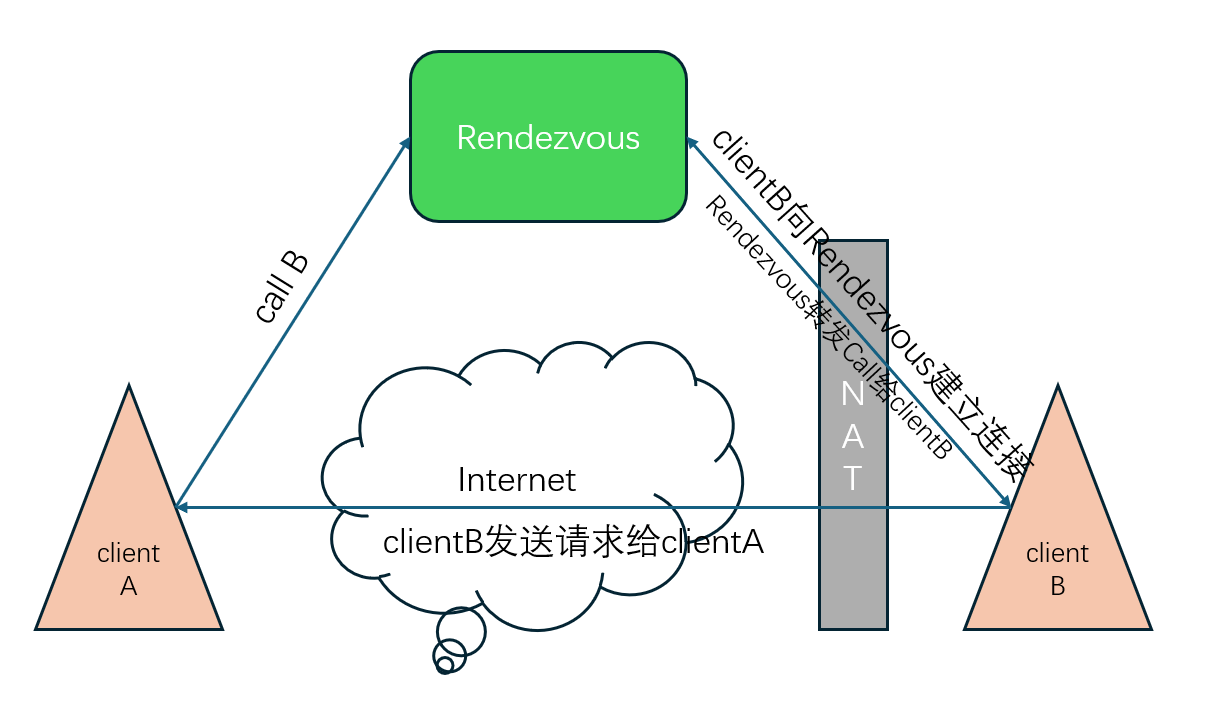 Rendezvous
clientB向Rendezvous建立连接
Rendezvous转发Call给clientB
call B
N
A
T
Internet
clientB发送请求给clientA
client
A
client
B